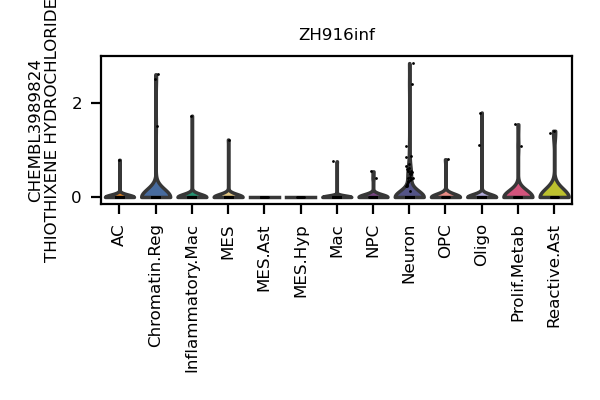 ZH916inf
CHEMBL3989824
THIOTHIXENE HYDROCHLORIDE
2
0
AC
Chromatin.Reg
Inflammatory.Mac
MES
MES.Ast
MES.Hyp
Mac
NPC
Neuron
OPC
Oligo
Prolif.Metab
Reactive.Ast